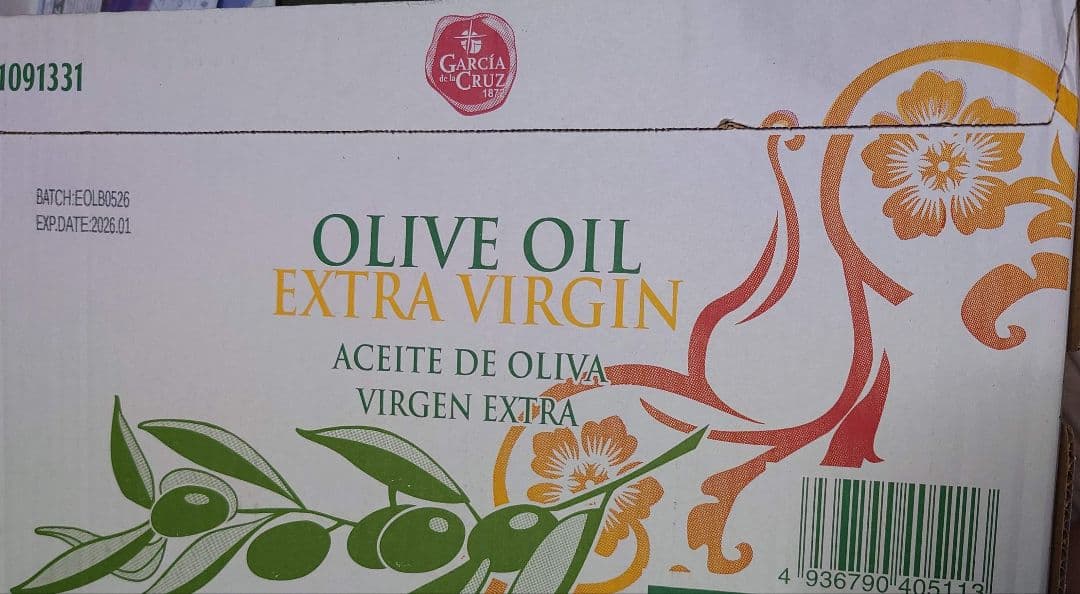 GARCÍA
de la CRUZ
1872
1091331
BATCH:EOLB0526
EXP.DATE:2026.01
OLIVE OIL
EXTRA VIRGIN
ACEITE DE OLIVA
VIRGEN EXTRA
4 936790 405113